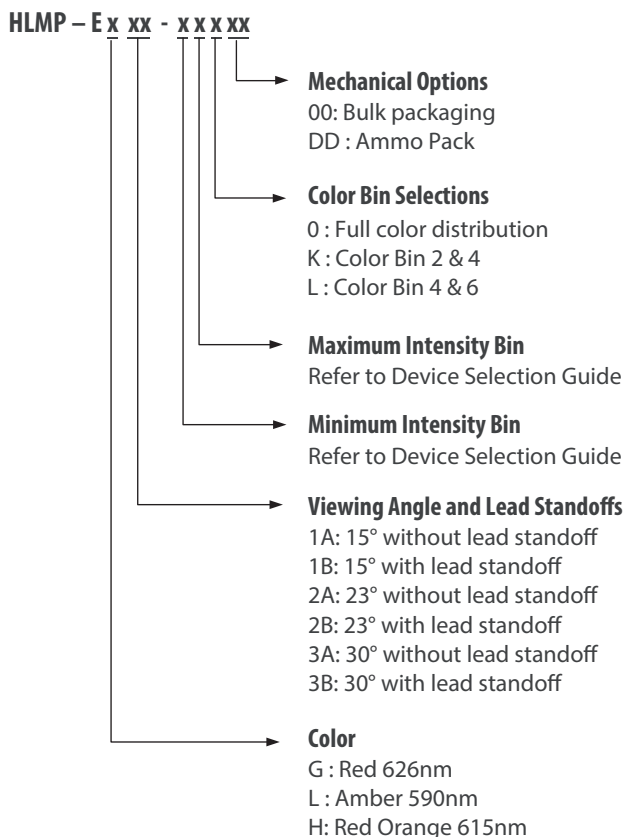 HLMP – E x xx - x x x xx
Mechanical Options
00: Bulk packaging
DD : Ammo Pack
Color Bin Selections
0 : Full color distribution
K : Color Bin 2 & 4
L : Color Bin 4 & 6
Maximum Intensity Bin
Refer to Device Selection Guide
Minimum Intensity Bin
Refer to Device Selection Guide
Viewing Angle and Lead Standoffs
1A: 15° without lead standoff
1B: 15° with lead standoff
2A: 23° without lead standoff
2B: 23° with lead standoff
3A: 30° without lead standoff
3B: 30° with lead standoff
Color
G : Red 626nm
L : Amber 590nm
H: Red Orange 615nm